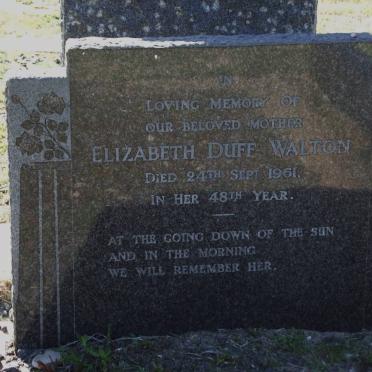 IN
LOVING MEMORY OF
OUR BELOVED MOTHER
ELIZABETH DUFF WALTON
DIED 24TH SEPT 1961.
IN HER 48TH YEAR.
AT THE GOING DOWN OF THE SUN
AND IN THE MORNING
WE WILL REMEMBER HER.